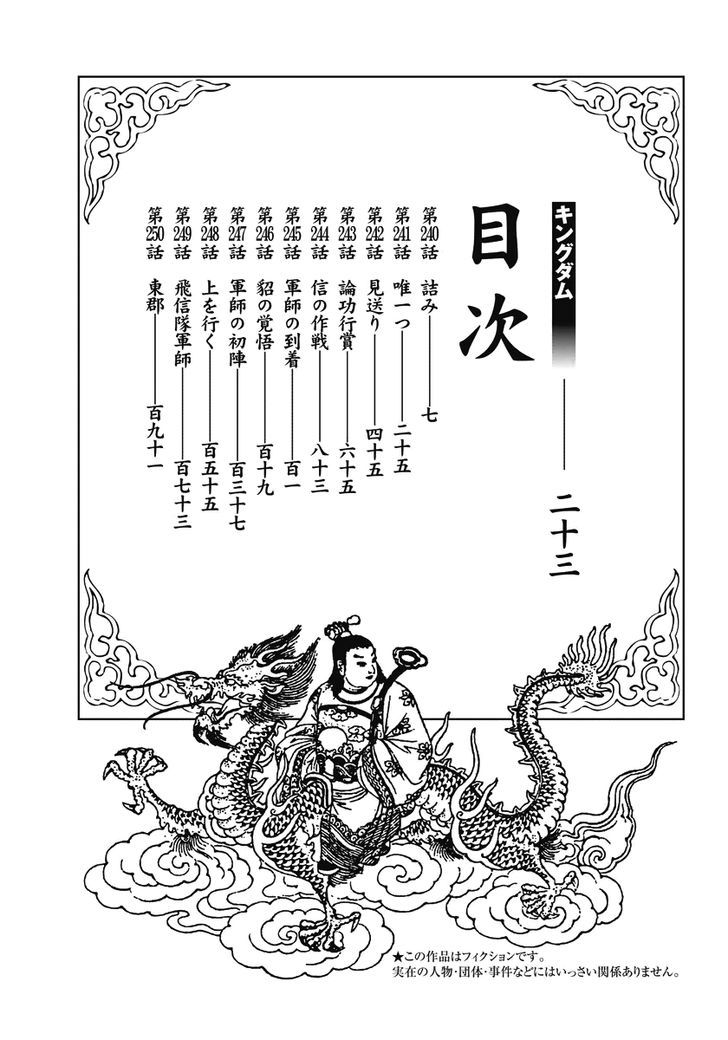 キングダム――二十三
目次
第240話 詰み――七
第241話 唯一つ――二十五
第242話 見送り――四十五
第243話 論功行賞――六十五
第244話 信の作戦――八十三
第245話 軍師の到着――百一
第246話 貂の覚悟――百十九
第247話 軍師の初陣――百三十七
第248話 上を行く――百五十五
第249話 飛信隊軍師――百七十三
第250話 東郡――百九十一
★この作品はフィクションです。
実在の人物・団体・事件などにはいっさい関係ありません。